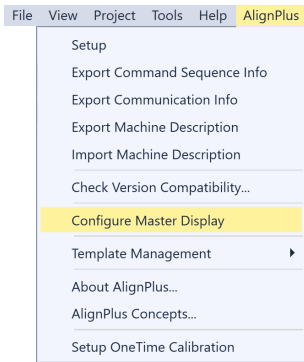 File View Project Tools Help AlignPlus
Setup
Export Command Sequence Info
Export Communication Info
Export Machine Description
Import Machine Description
Check Version Compatibility...
Configure Master Display
Template Management
About AlignPlus...
AlignPlus Concepts...
Setup OneTime Calibration